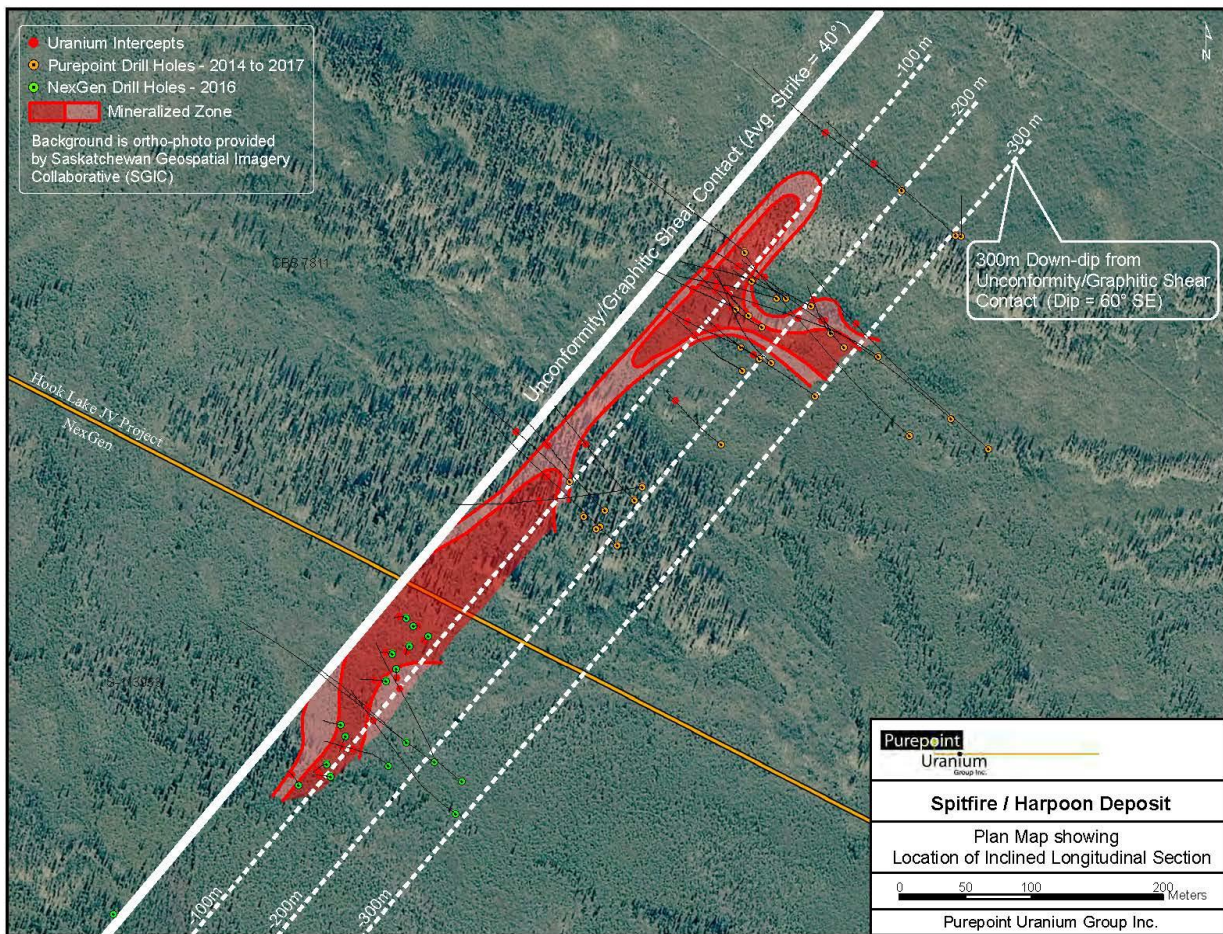 Uranium Intercepts
Purepoint Drill Holes - 2014 to 2017
NexGen Drill Holes - 2016
Mineralized Zone
Background is ortho-photo provided
by Saskatchewan Geospatial Imagery
Collaborative (SGIC)
N
Unconformity/Graphitic Shear Contact (Avg. Strike = 40°)
-100 m
-200 m
-300 m
300m Down-dip from
Unconformity/Graphitic Shear
Contact (Dip = 60° SE)
Hook Lake JV Project
NexGen
-100m
-200m
-300m
Purepoint
Uranium
Group Inc.
Spitfire / Harpoon Deposit
Plan Map showing
Location of Inclined Longitudinal Section
0 50 100 200
Meters
Purepoint Uranium Group Inc.